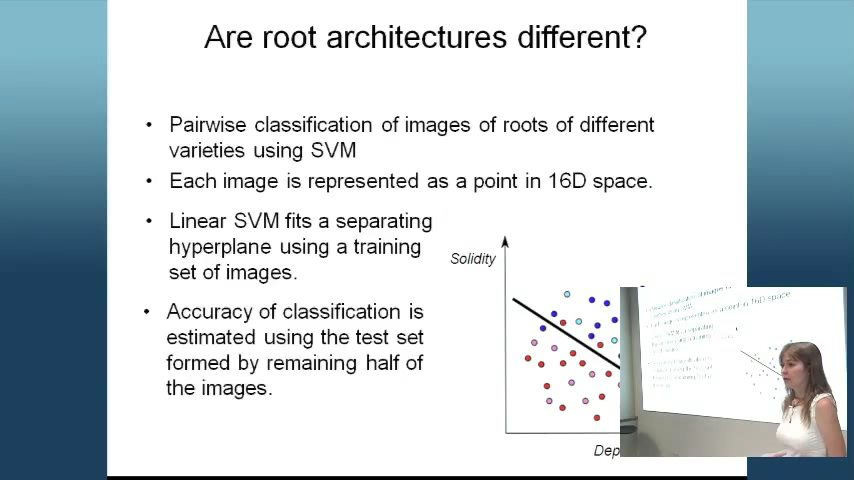 Are root architectures different?
• Pairwise classification of images of roots of different
varieties using SVM
• Each image is represented as a point in 16D space.
• Linear SVM fits a separating
hyperplane using a training
set of images.
• Accuracy of classification is
estimated using the test set
formed by remaining half of
the images.
Solidity
Dep